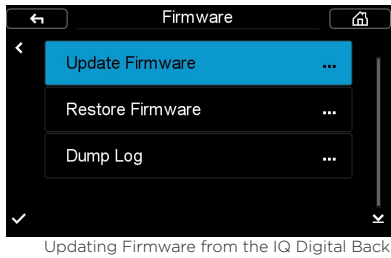 Firmware
Update Firmware ...
Restore Firmware ...
Dump Log ...
Updating Firmware from the IQ Digital Back